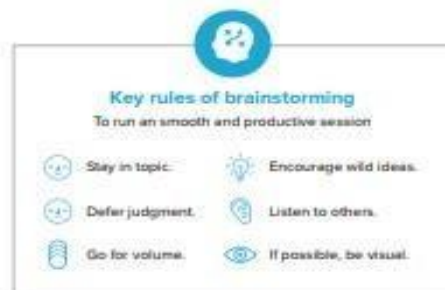 Key rules of brainstorming
To run an smooth and productive session
Stay in topic.
Encourage wild ideas.
Defer judgment.
Listen to others.
Go for volume.
If possible, be visual.